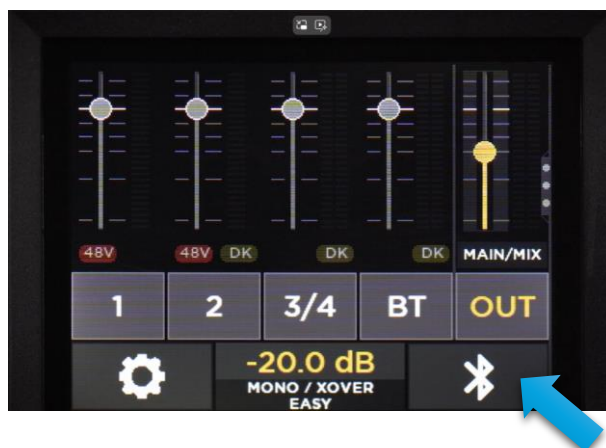 48V 48V DK DK DK MAIN/MIX
1 2 3/4 BT OUT
-20.0 dB
MONO / XOVER
EASY